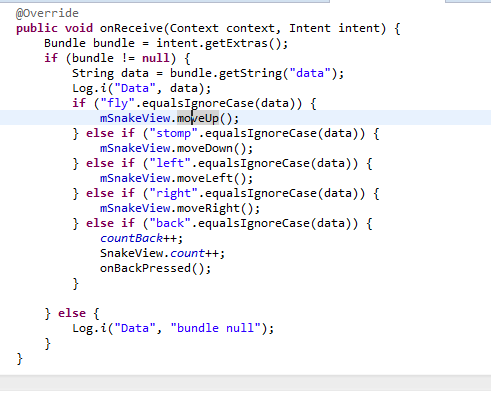 @Override
public void onReceive(Context context, Intent intent) {
    Bundle bundle = intent.getExtras();
    if (bundle != null) {
        String data = bundle.getString("data");
        Log.i("Data", data);
        if ("fly".equalsIgnoreCase(data)) {
            mSnakeView.moveUp();
        } else if ("stomp".equalsIgnoreCase(data)) {
            mSnakeView.moveDown();
        } else if ("left".equalsIgnoreCase(data)) {
            mSnakeView.moveLeft();
        } else if ("right".equalsIgnoreCase(data)) {
            mSnakeView.moveRight();
        } else if ("back".equalsIgnoreCase(data)) {
            countBack++;
            SnakeView.count++;
            onBackPressed();
        }

    } else {
        Log.i("Data", "bundle null");
    }
}